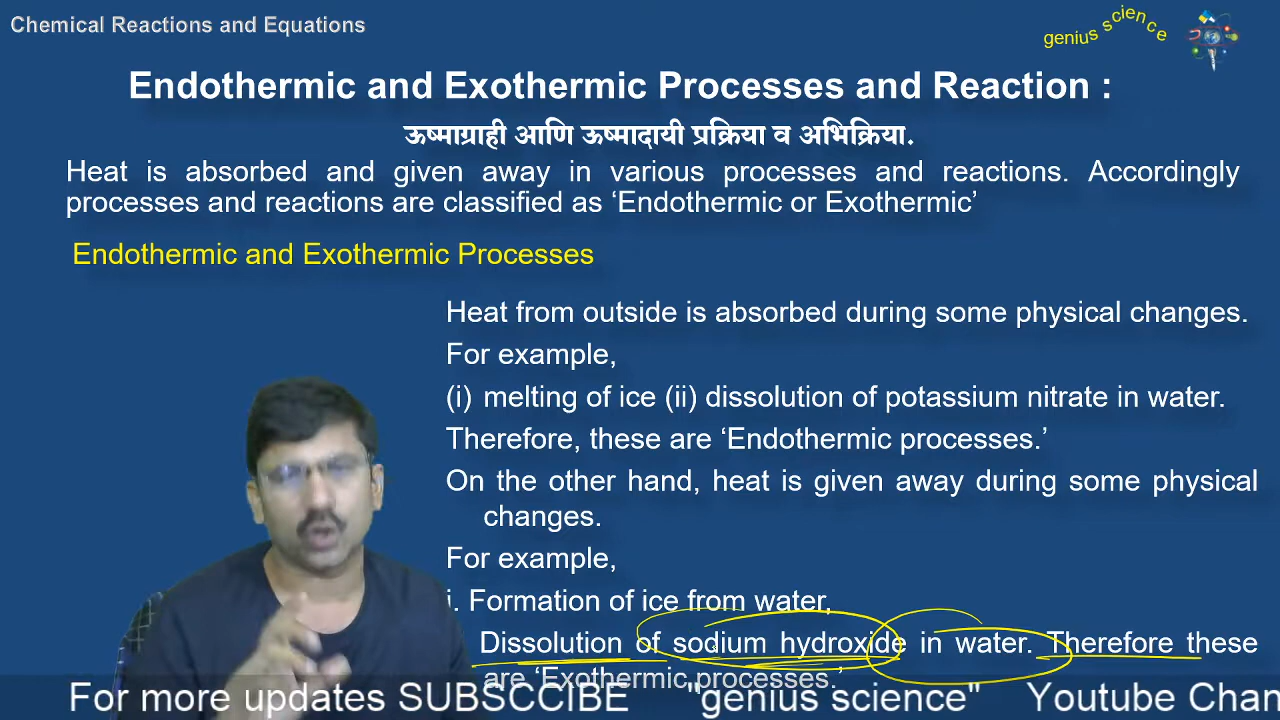 Chemical Reactions and Equations
genius science
Endothermic and Exothermic Processes and Reaction :
ऊष्माग्राही आणि ऊष्मादायी प्रक्रिया व अभिक्रिया.
Heat is absorbed and given away in various processes and reactions. Accordingly
processes and reactions are classified as ‘Endothermic or Exothermic’
Endothermic and Exothermic Processes
Heat from outside is absorbed during some physical changes.
For example,
(i) melting of ice (ii) dissolution of potassium nitrate in water.
Therefore, these are ‘Endothermic processes.’
On the other hand, heat is given away during some physical
changes.
For example,
i. Formation of ice from water,
Dissolution of sodium hydroxide in water. Therefore these
are ‘Exothermic processes.’
For more updates SUBSCCIBE "genius science" Youtube Chan